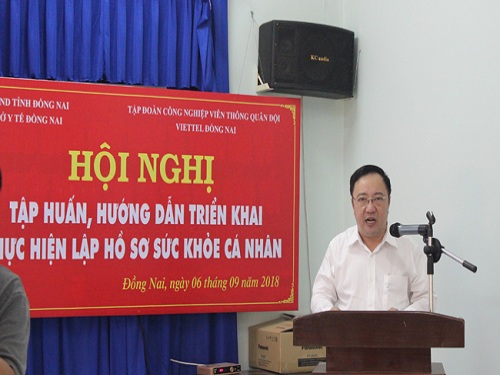 ND TỈNH ĐỒNG NAI
Ở Y TẾ ĐỒNG NAI
TẬP ĐOÀN CÔNG NGHIỆP VIỄN THÔNG QUÂN ĐỘI
VIETTEL ĐỒNG NAI
HỘI NGHỊ
TẬP HUẤN, HƯỚNG DẪN TRIỂN KHAI
HỰC HIỆN LẬP HỒ SƠ SỨC KHỎE CÁ NHÂN
Đồng Nai, ngày 06 tháng 09 năm 2018
KCaudio
Panasonic